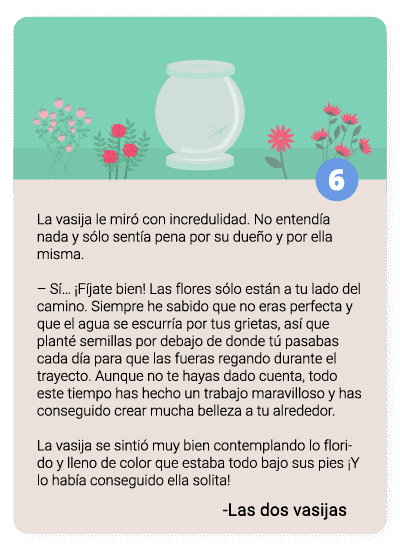 6
La vasija le miró con incredulidad. No entendía
nada y sólo sentía pena por su dueño y por ella
misma.
– Sí... ¡Fíjate bien! Las flores sólo están a tu lado del
camino. Siempre he sabido que no eras perfecta y
que el agua se escurría por tus grietas, así que
planté semillas por debajo de donde tú pasabas
cada día para que las fueras regando durante el
trayecto. Aunque no te hayas dado cuenta, todo
este tiempo has hecho un trabajo maravilloso y has
conseguido crear mucha belleza a tu alrededor.
La vasija se sintió muy bien contemplando lo flori-
do y lleno de color que estaba todo bajo sus pies ¡Y
lo había conseguido ella solita!
-Las dos vasijas